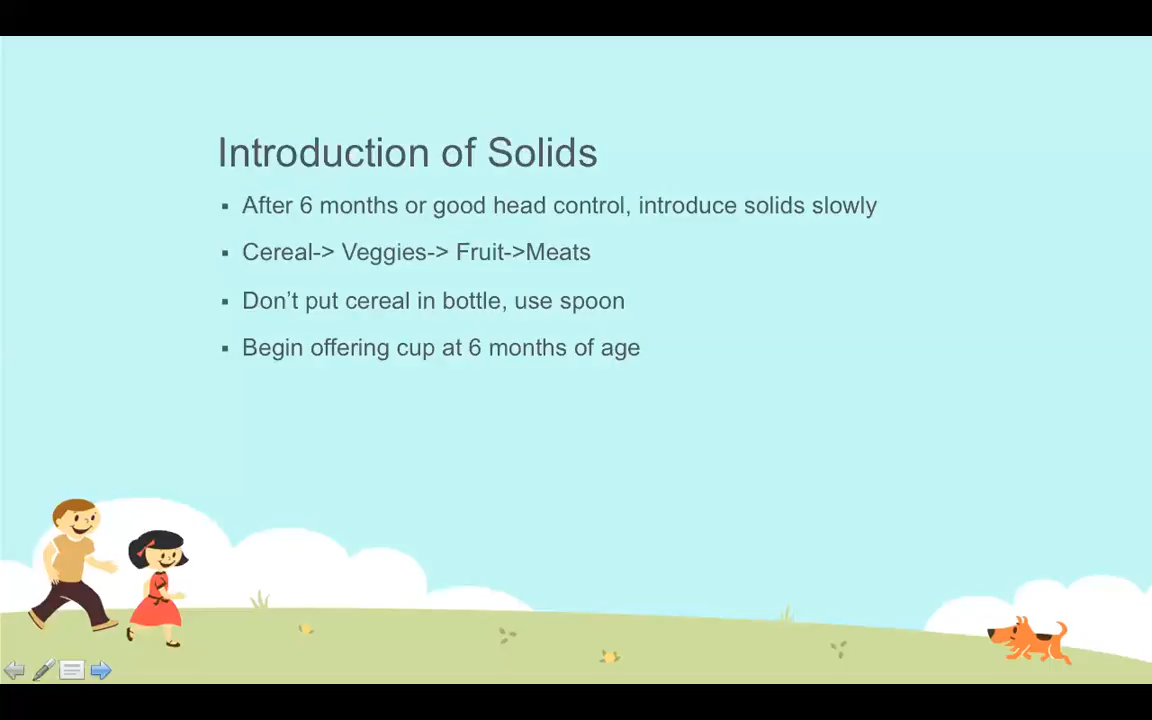 Introduction of Solids
▪ After 6 months or good head control, introduce solids slowly
▪ Cereal-> Veggies-> Fruit->Meats
▪ Don’t put cereal in bottle, use spoon
▪ Begin offering cup at 6 months of age